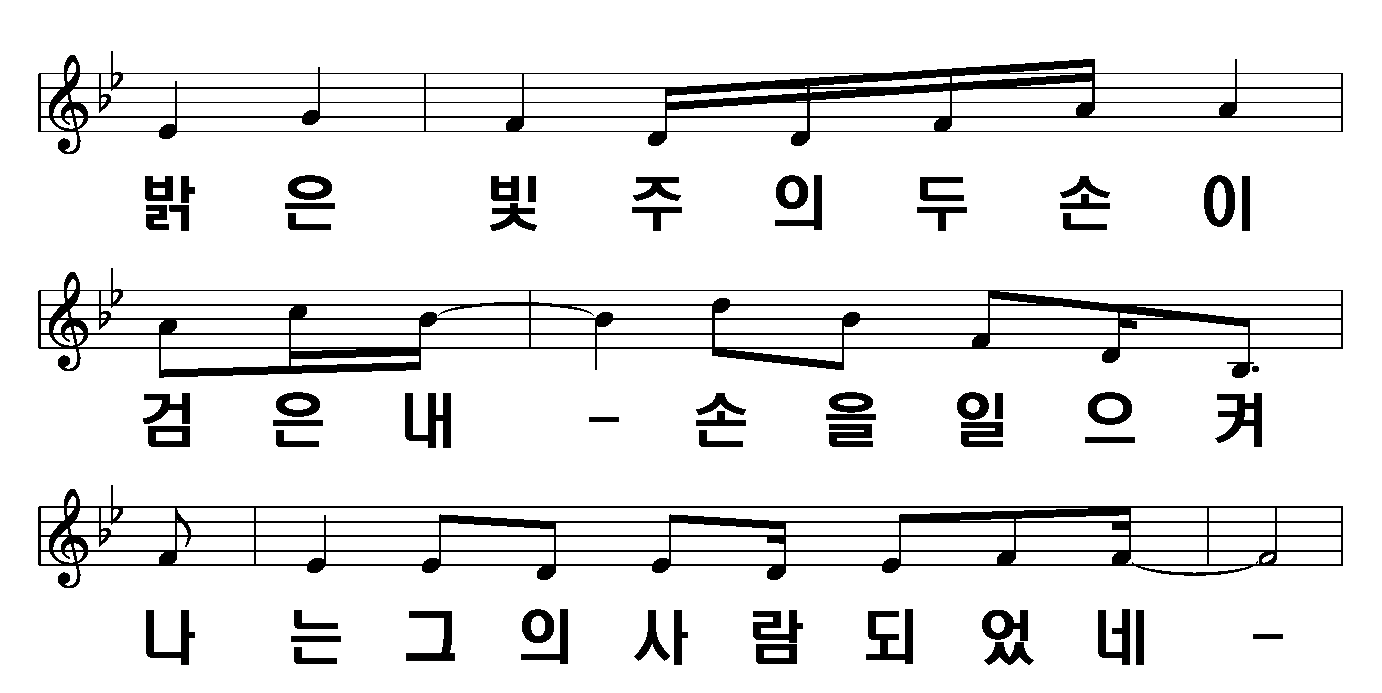 밝 은 빛 주 의 두 손 이
검 은 내 - 손 을 일 으 켜
나 는 그 의 사 람 되 었 네 -